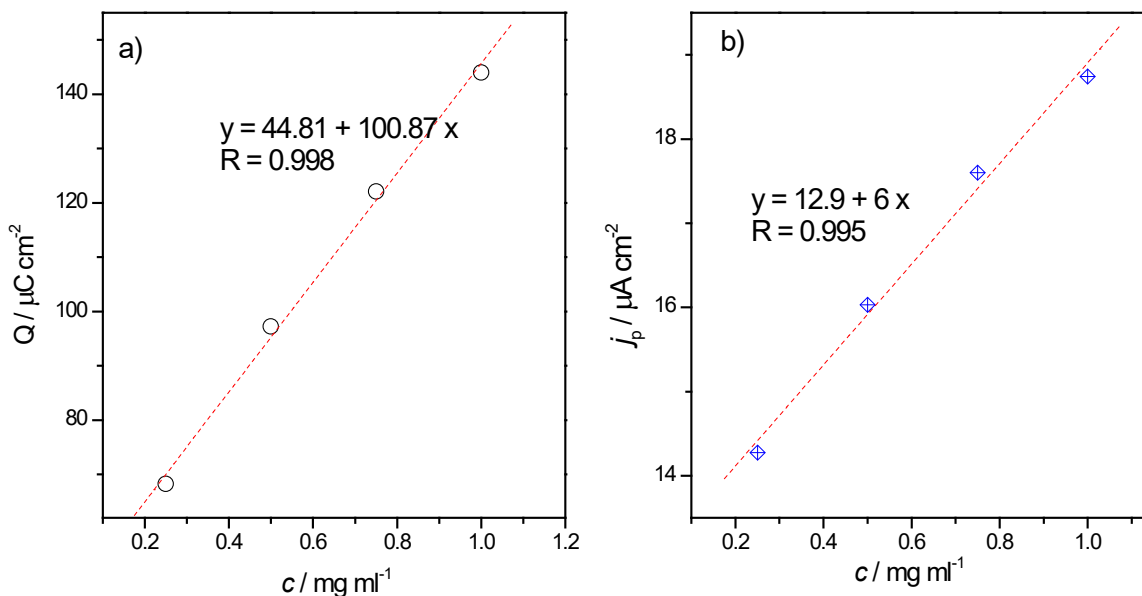 a)
y = 44.81 + 100.87 x
R = 0.998
Q / μC cm⁻²
140
120
100
80
0.2 0.4 0.6 0.8 1.0 1.2
c / mg ml⁻¹
b)
y = 12.9 + 6 x
R = 0.995
jₚ / μA cm⁻²
18
16
14
0.2 0.4 0.6 0.8 1.0
c / mg ml⁻¹